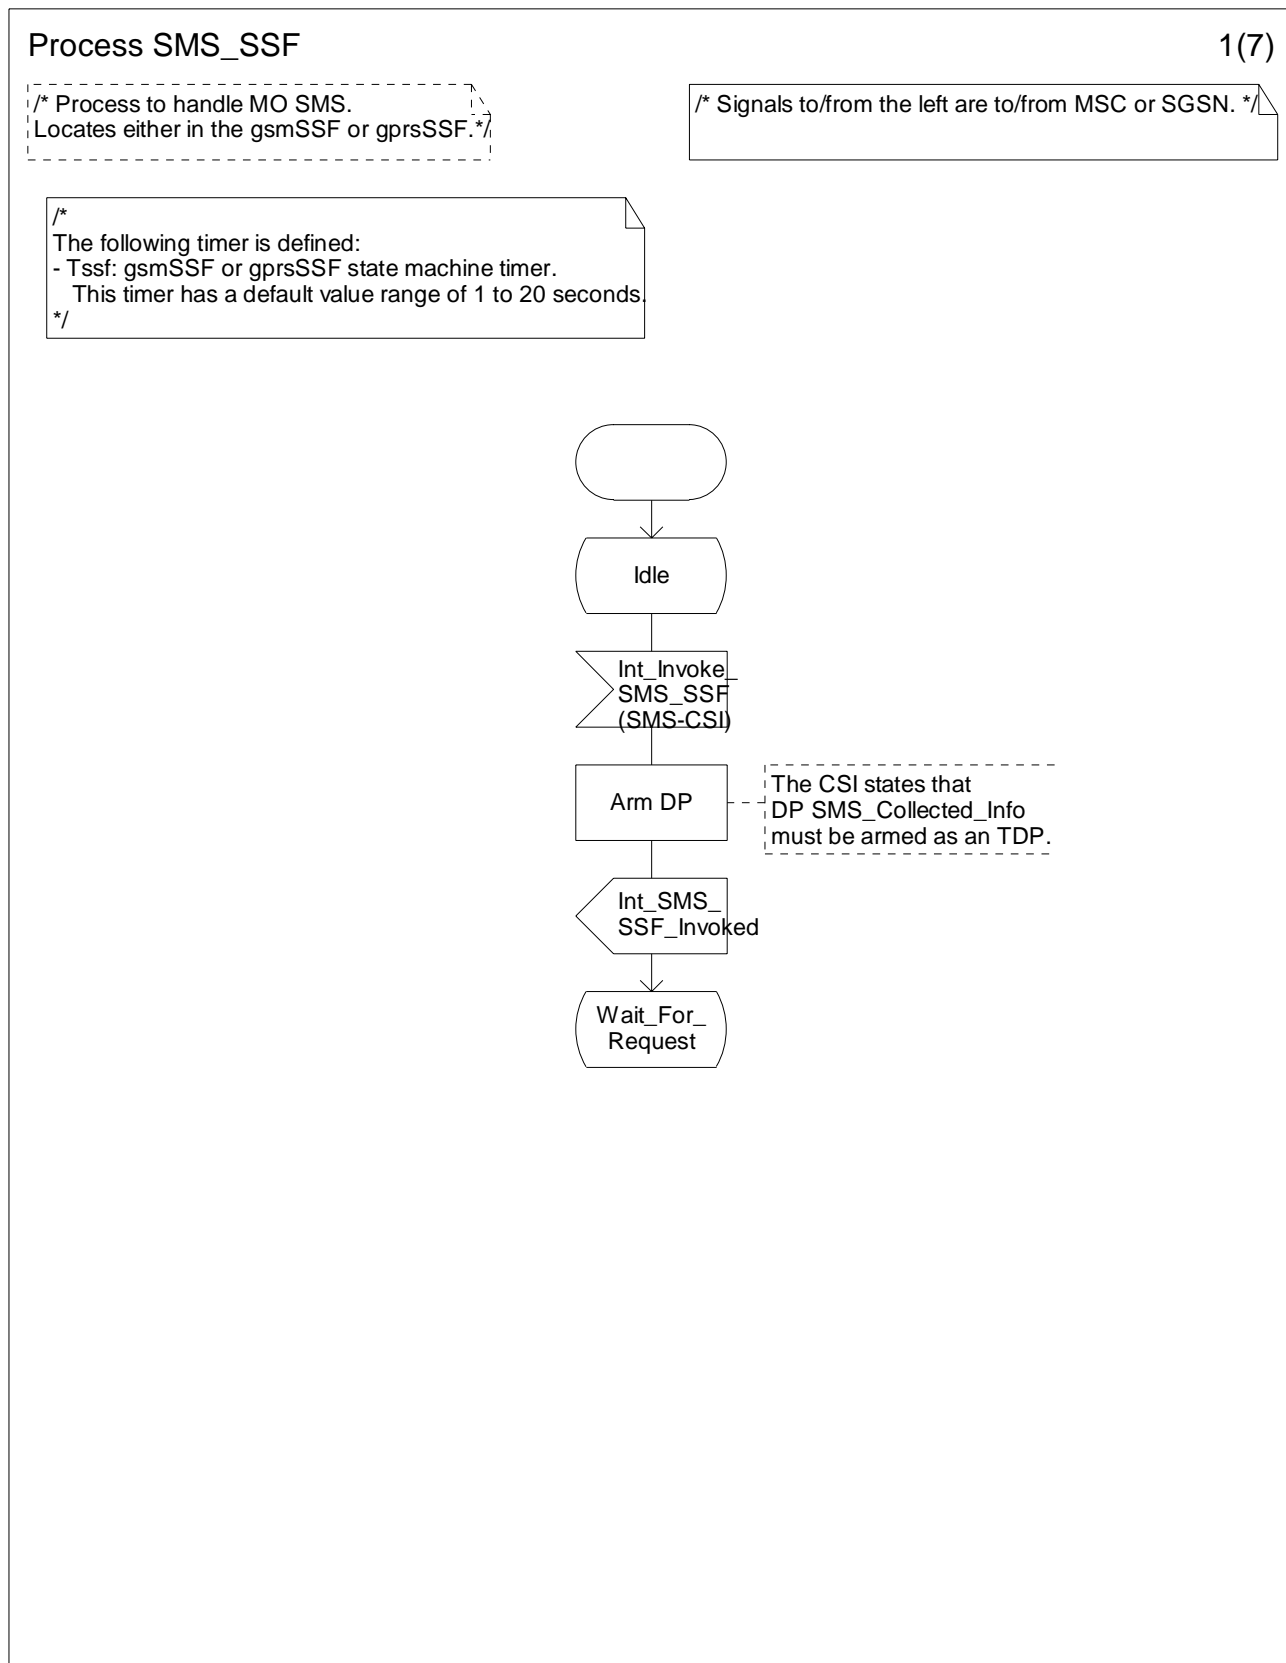 Process SMS_SSF
1(7)
/* Process to handle MO SMS.
Locates either in the gsmSSF or gprsSSF.*/
/* Signals to/from the left are to/from MSC or SGSN. */
/*
The following timer is defined:
- Tssf: gsmSSF or gprsSSF state machine timer.
This timer has a default value range of 1 to 20 seconds.
*/
Idle
Int_Invoke_
SMS_SSF
(SMS-CSI)
Arm DP
The CSI states that
DP SMS_Collected_Info
must be armed as an TDP.
Int_SMS_
SSF_Invoked
Wait_For_
Request